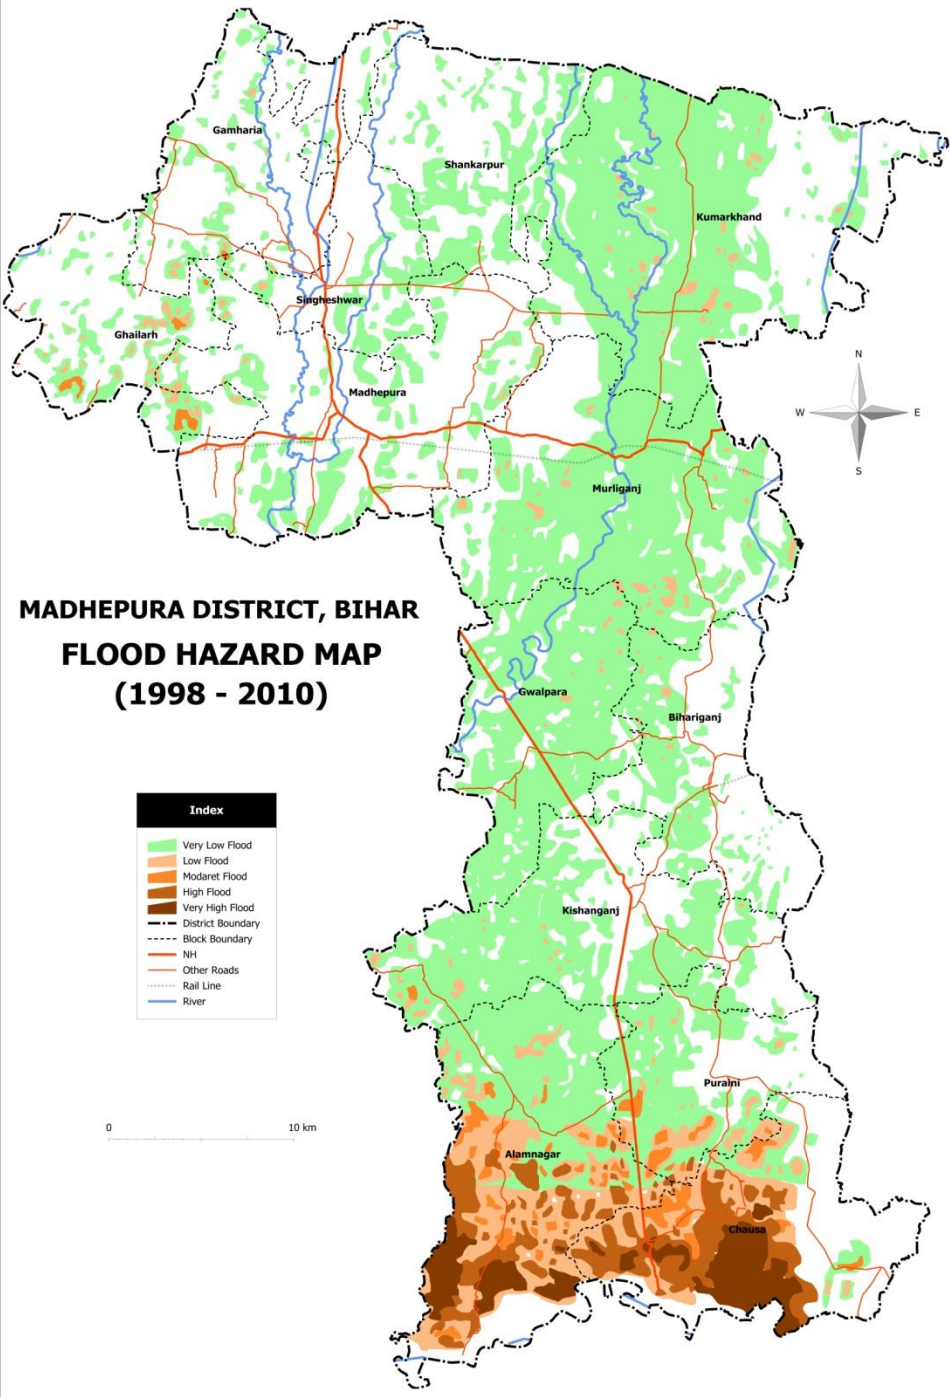 Gamharia
Shankarpur
Kumarkhand
Singheshwar
Ghailarh
N
Madhepura
W E
S
Murliganj
MADHEPURA DISTRICT, BIHAR
FLOOD HAZARD MAP
(1998 - 2010)
Gwalpara
Bihariganj
Index
Very Low Flood
Low Flood
Modaret Flood
High Flood
Very High Flood
District Boundary
Block Boundary
NH
Other Roads
Rail Line
River
Kishanganj
Puraini
0 10 km
Alamnagar
Chausa